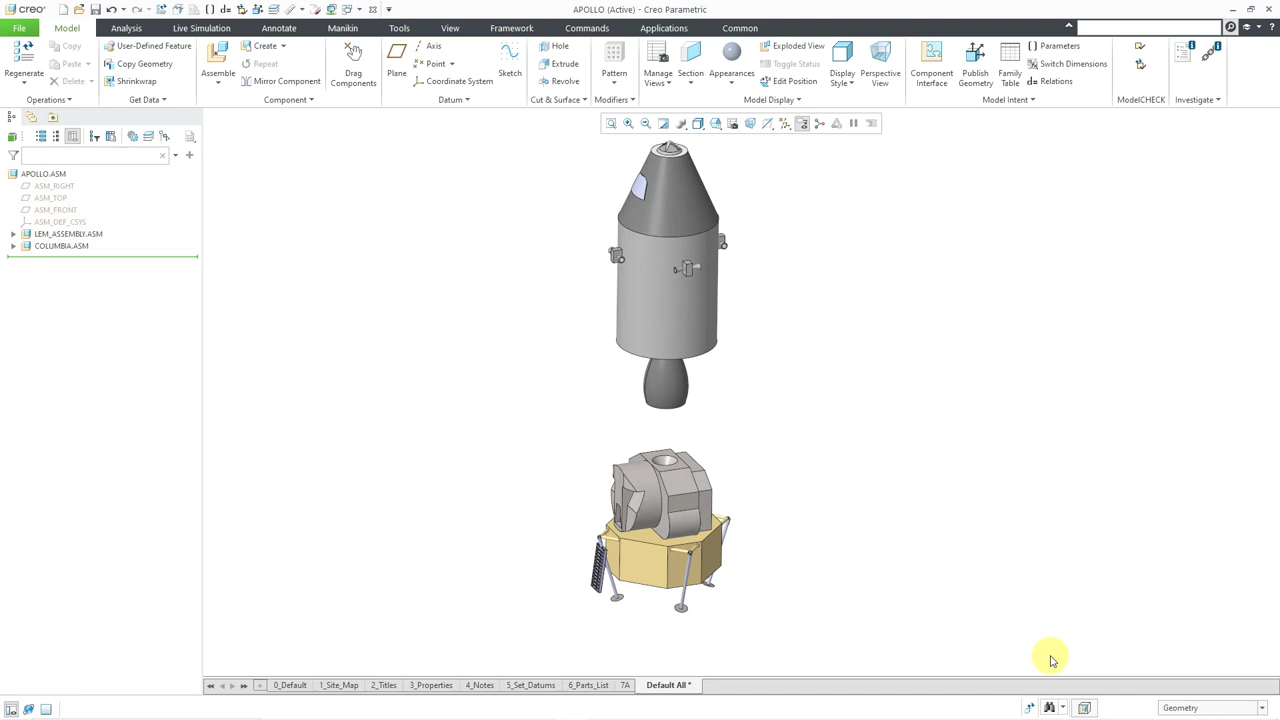 creo
APOLLO (Active) - Creo Parametric
File Model Analysis Live Simulation Annotate Manikin Tools View Framework Commands Applications Common
Regenerate
Copy
Paste
Delete
Operations
User-Defined Feature
Copy Geometry
Shrinkwrap
Get Data
Assemble
Create
Repeat
Mirror Component
Component
Drag
Components
Plane
Axis
Point
Coordinate System
Sketch
Datum
Hole
Extrude
Revolve
Cut & Surface
Pattern
Modifiers
Manage
Views
Section
Appearances
Exploded View
Toggle Status
Edit Position
Display
Style
Perspective
View
Model Display
Component
Interface
Publish
Geometry
Family
Table
Parameters
Switch Dimensions
Relations
Model Intent
ModelCHECK
Investigate
APOLLO.ASM
ASM_RIGHT
ASM_TOP
ASM_FRONT
ASM_DEF_CSYS
LEM_ASSEMBLY.ASM
COLUMBIA.ASM
0_Default 1_Site_Map 2_Titles 3_Properties 4_Notes 5_Set_Datums 6_Parts_List 7A Default All *
Geometry